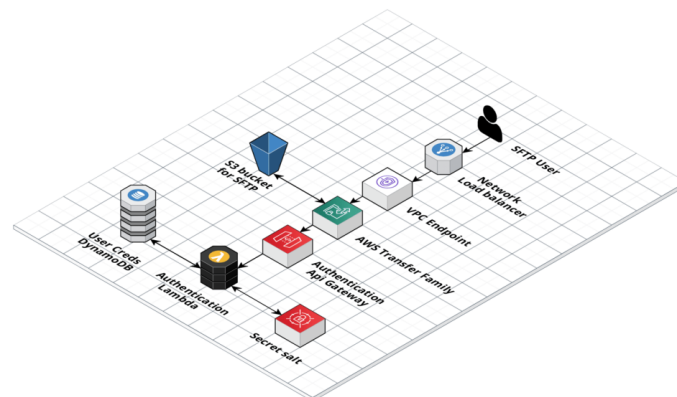 SFTP User
Network
Load balancer
VPC Endpoint
S3 bucket
for SFTP
AWS Transfer Family
Authentication
Api Gateway
User Creds
DynamoDB
Authentication
Lambda
Secret salt